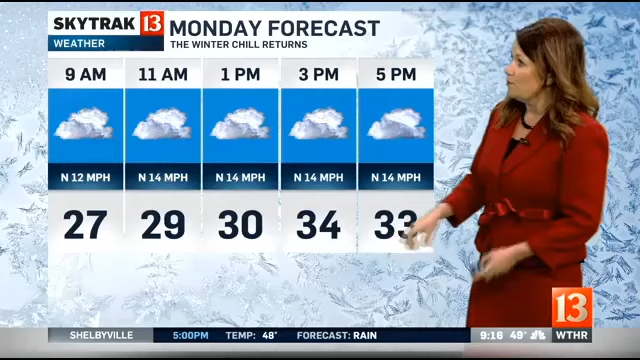 SKYTRAK 13
WEATHER
MONDAY FORECAST
THE WINTER CHILL RETURNS
9 AM 11 AM 1 PM 3 PM 5 PM
N 12 MPH N 14 MPH N 14 MPH N 14 MPH N 14 MPH
27 29 30 34 33
13
SHELBYVILLE 5:00PM TEMP: 48° FORECAST: RAIN 9:16 49° WTHR